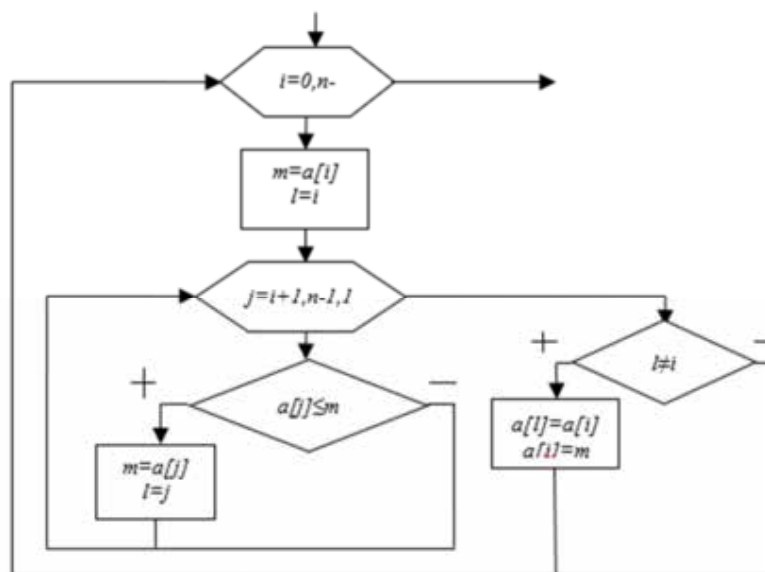 i=0,n-
m=a[i]
l=i
j=i+1,n-1,1
+
l≠i
−
+
a[j]≤m
−
a[l]=a[i]
a[i]=m
m=a[j]
l=j